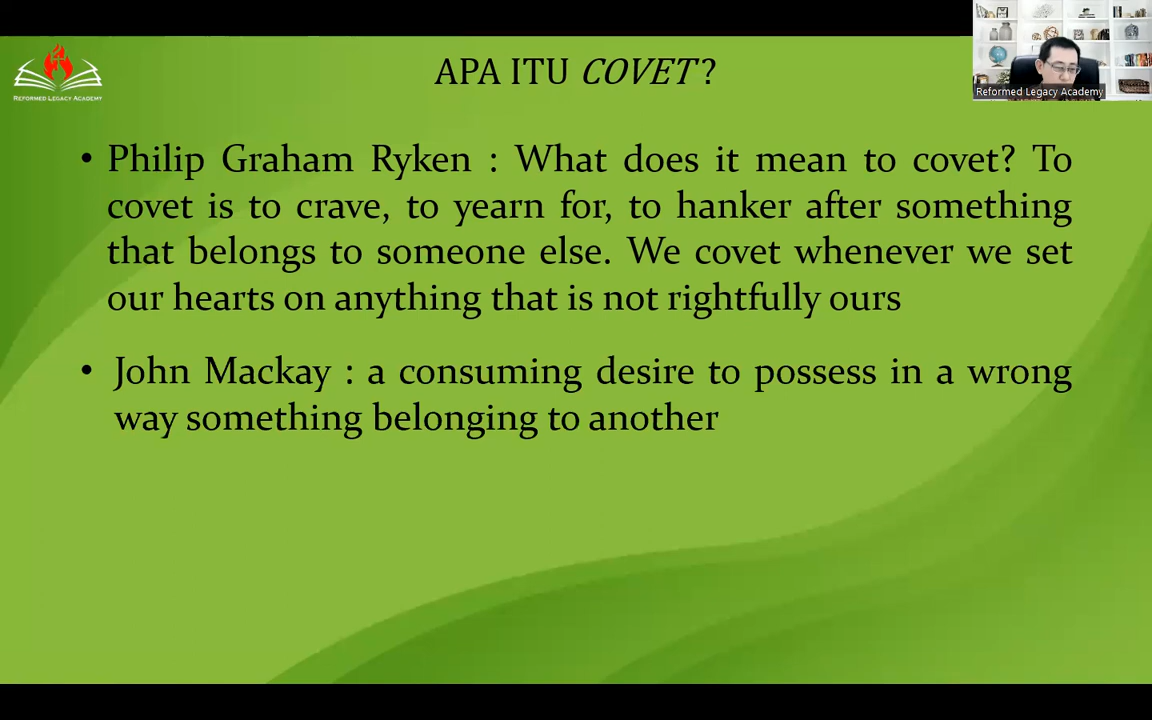 APA ITU COVET?
Reformed Legacy Academy
REFORMED LEGACY ACADEMY
• Philip Graham Ryken : What does it mean to covet? To
covet is to crave, to yearn for, to hanker after something
that belongs to someone else. We covet whenever we set
our hearts on anything that is not rightfully ours
• John Mackay : a consuming desire to possess in a wrong
way something belonging to another